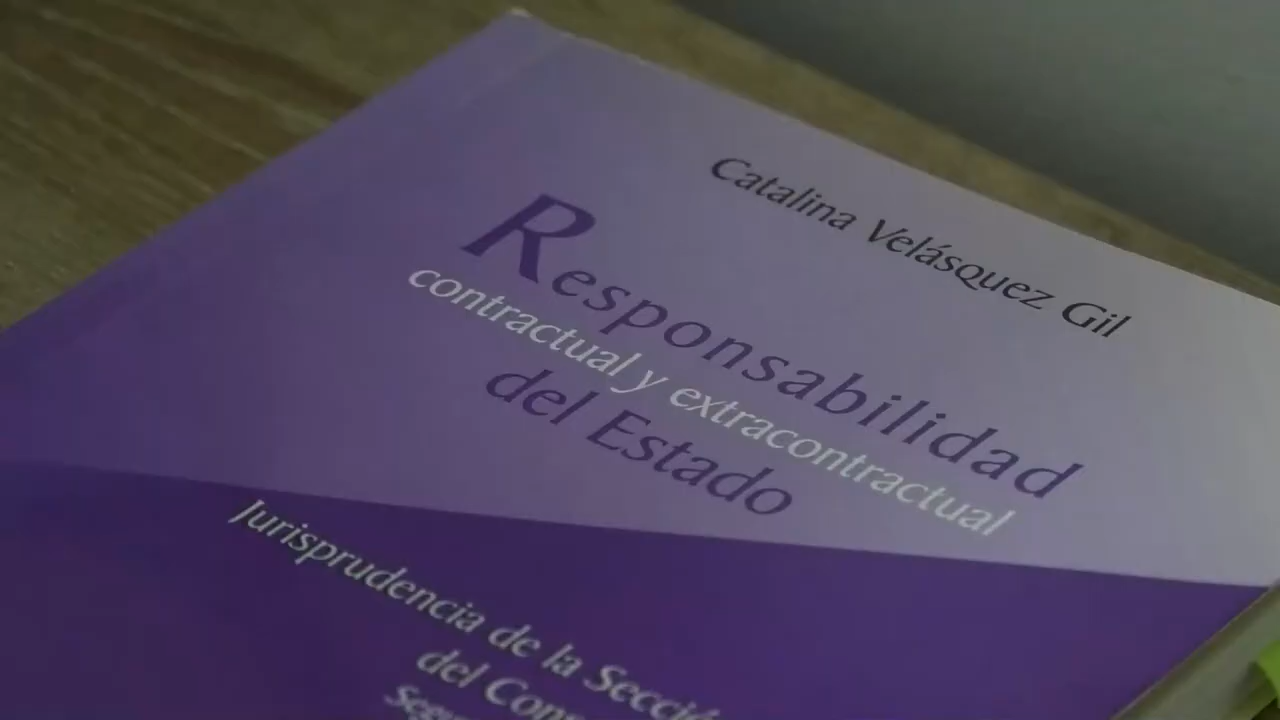 Catalina Velásquez Gil
Responsabilidad
contractual y extracontractual
del Estado
Jurisprudencia de la
del